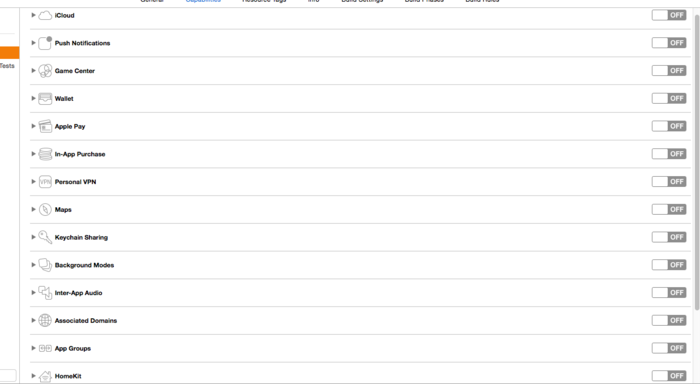 General Capabilities Resource Tags Info Build Settings Build Phases Build Rules
iCloud OFF
Push Notifications OFF
Tests
Game Center OFF
Wallet OFF
Apple Pay OFF
In-App Purchase OFF
VPN Personal VPN OFF
Maps OFF
Keychain Sharing OFF
Background Modes OFF
Inter-App Audio OFF
Associated Domains OFF
App Groups OFF
HomeKit OFF